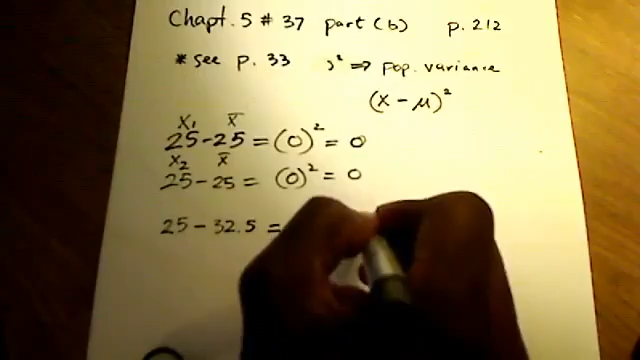 Chapt. 5 # 37 part (b) p. 212
* see p. 33 ⇒ pop. variance
(x - μ)²
x₁ x̄
25 - 25 = (0)² = 0
x₂ x̄
25 - 25 = (0)² = 0
25 - 32.5 =